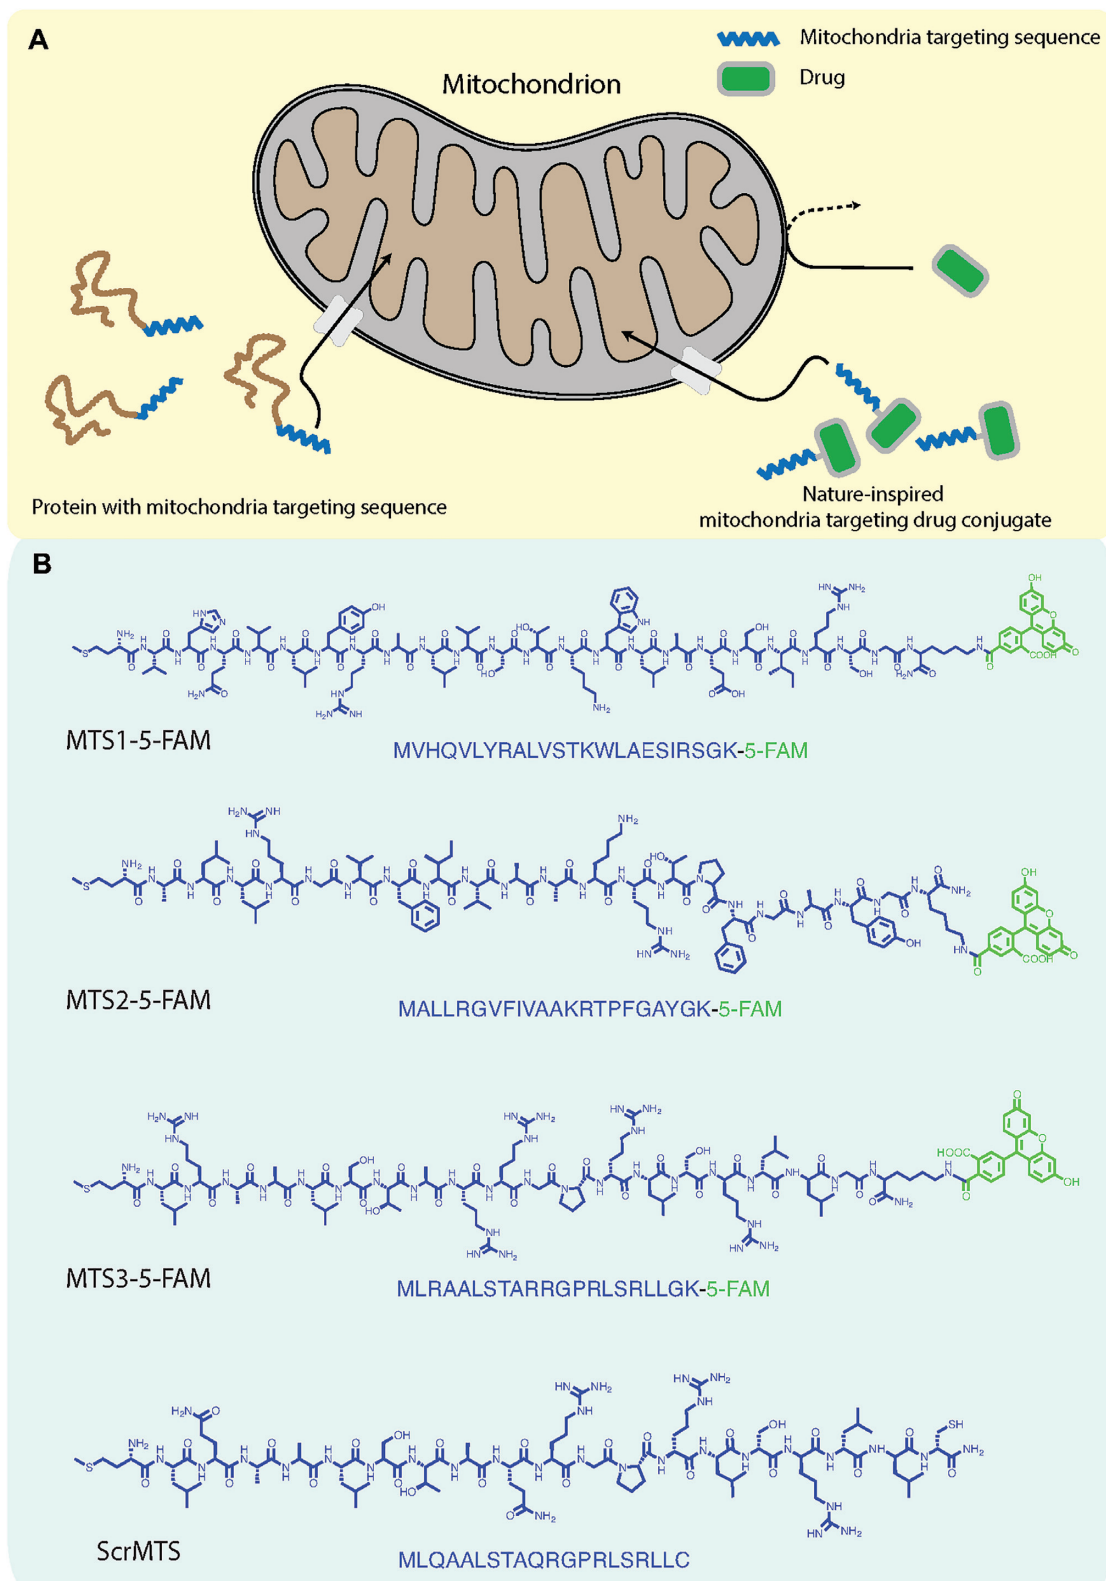 A
Mitochondria targeting sequence
Drug
Mitochondrion
Protein with mitochondria targeting sequence
Nature-inspired
mitochondria targeting drug conjugate
B
MTS1-5-FAM
MVHQVLYRALVSTKWLAESIRSGK-5-FAM
MTS2-5-FAM
MALLRGVFIVAAKRTPFGAYGK-5-FAM
MTS3-5-FAM
MLRAALSTARRGPRLSRLLGK-5-FAM
ScrMTS
MLQAALSTAQRGPRLSRLLC